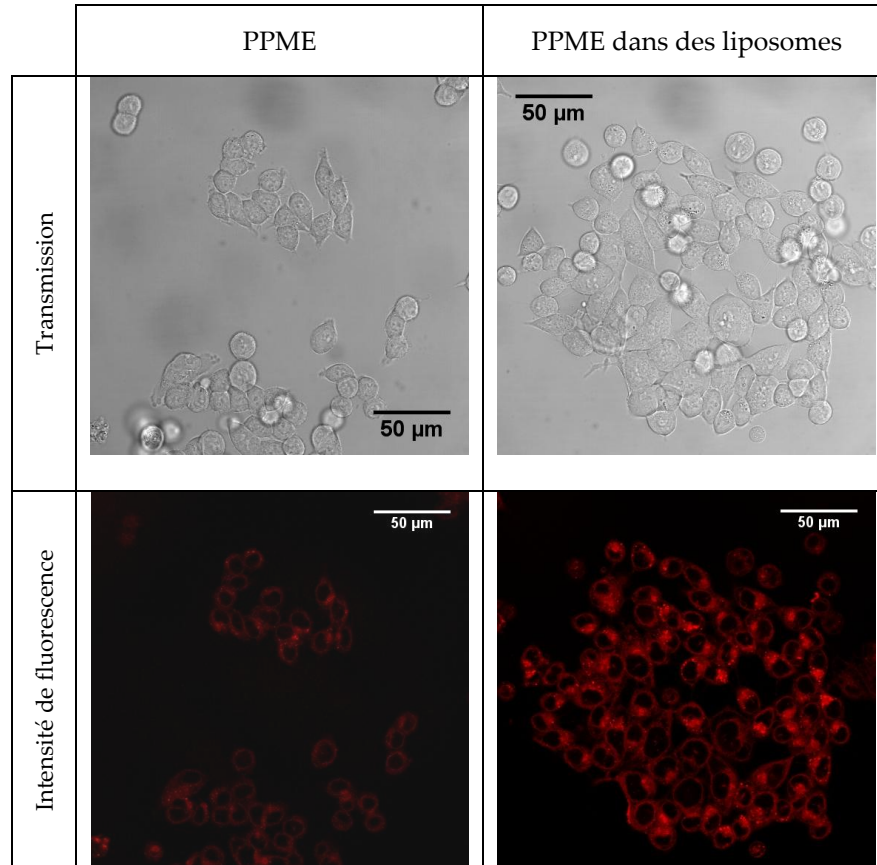 PPME
PPME dans des liposomes
Transmission
50 µm
50 µm
Intensité de fluorescence
50 µm
50 µm